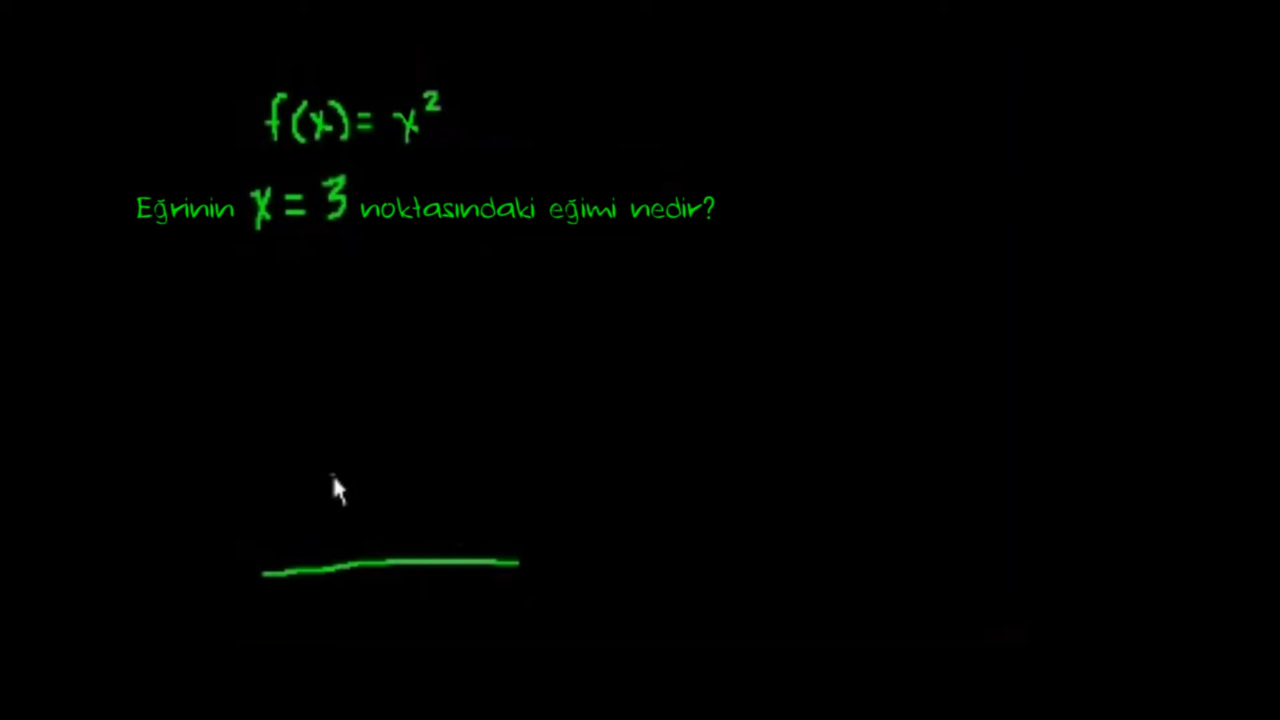 f(x) = x²
Eğrinin x = 3 noktasındaki eğimi nedir?